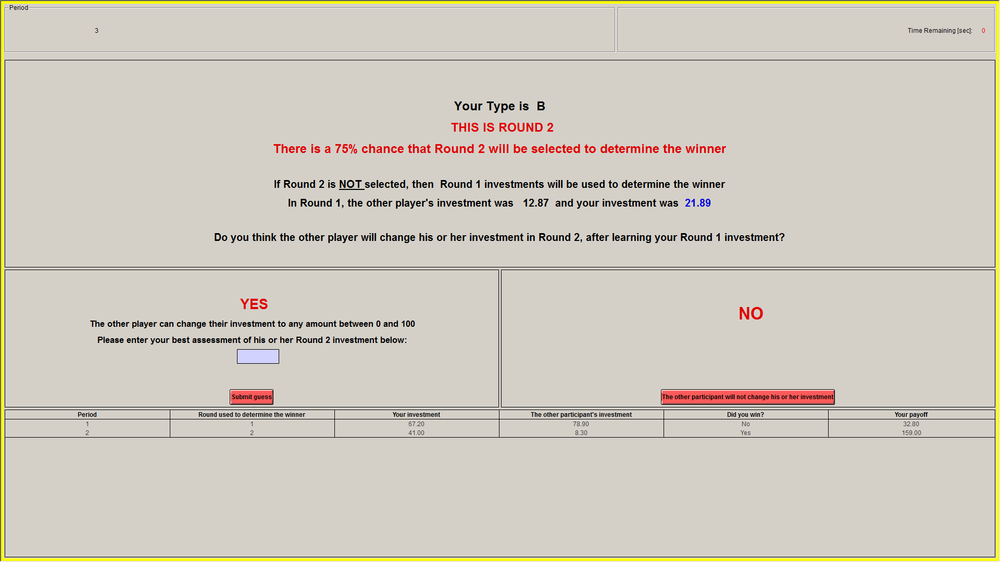 Period
3
Time Remaining [sec]: 0
Your Type is B
THIS IS ROUND 2
There is a 75% chance that Round 2 will be selected to determine the winner
If Round 2 is NOT selected, then Round 1 investments will be used to determine the winner
In Round 1, the other player's investment was 12.87 and your investment was 21.89
Do you think the other player will change his or her investment in Round 2, after learning your Round 1 investment?
YES
The other player can change their investment to any amount between 0 and 100
Please enter your best assessment of his or her Round 2 investment below:
Submit guess
NO
The other participant will not change his or her investment
Period Round used to determine the winner Your investment The other participant's investment Did you win? Your payoff
1 1 67.20 78.90 No 32.80
2 2 41.00 8.30 Yes 159.00